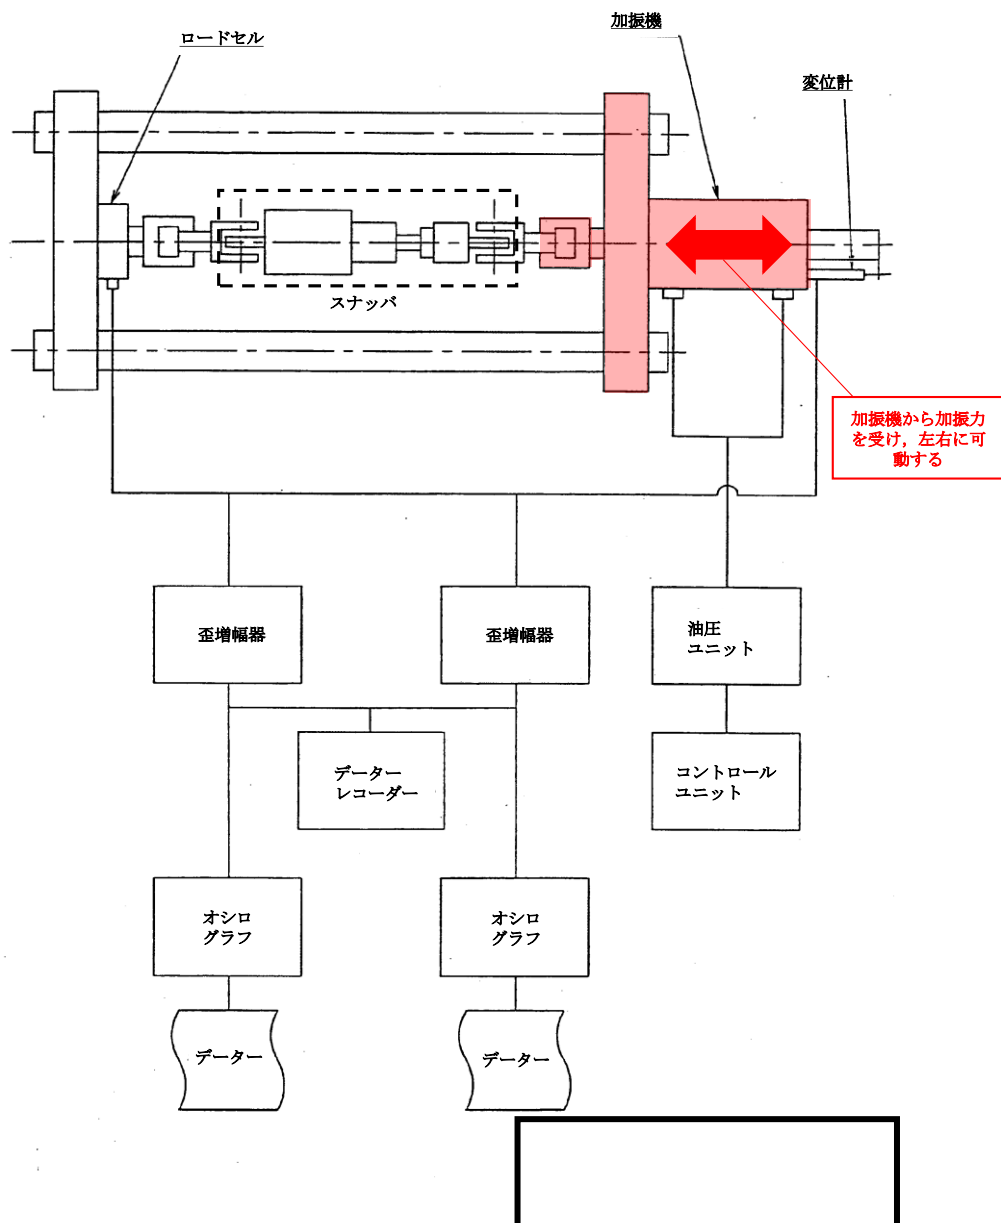 加振機
ロードセル
変位計
スナッバ
加振機から加振力
を受け，左右に可
動する
歪増幅器
歪増幅器
油圧
ユニット
データー
レコーダー
コントロール
ユニット
オシロ
グラフ
オシロ
グラフ
データー
データー